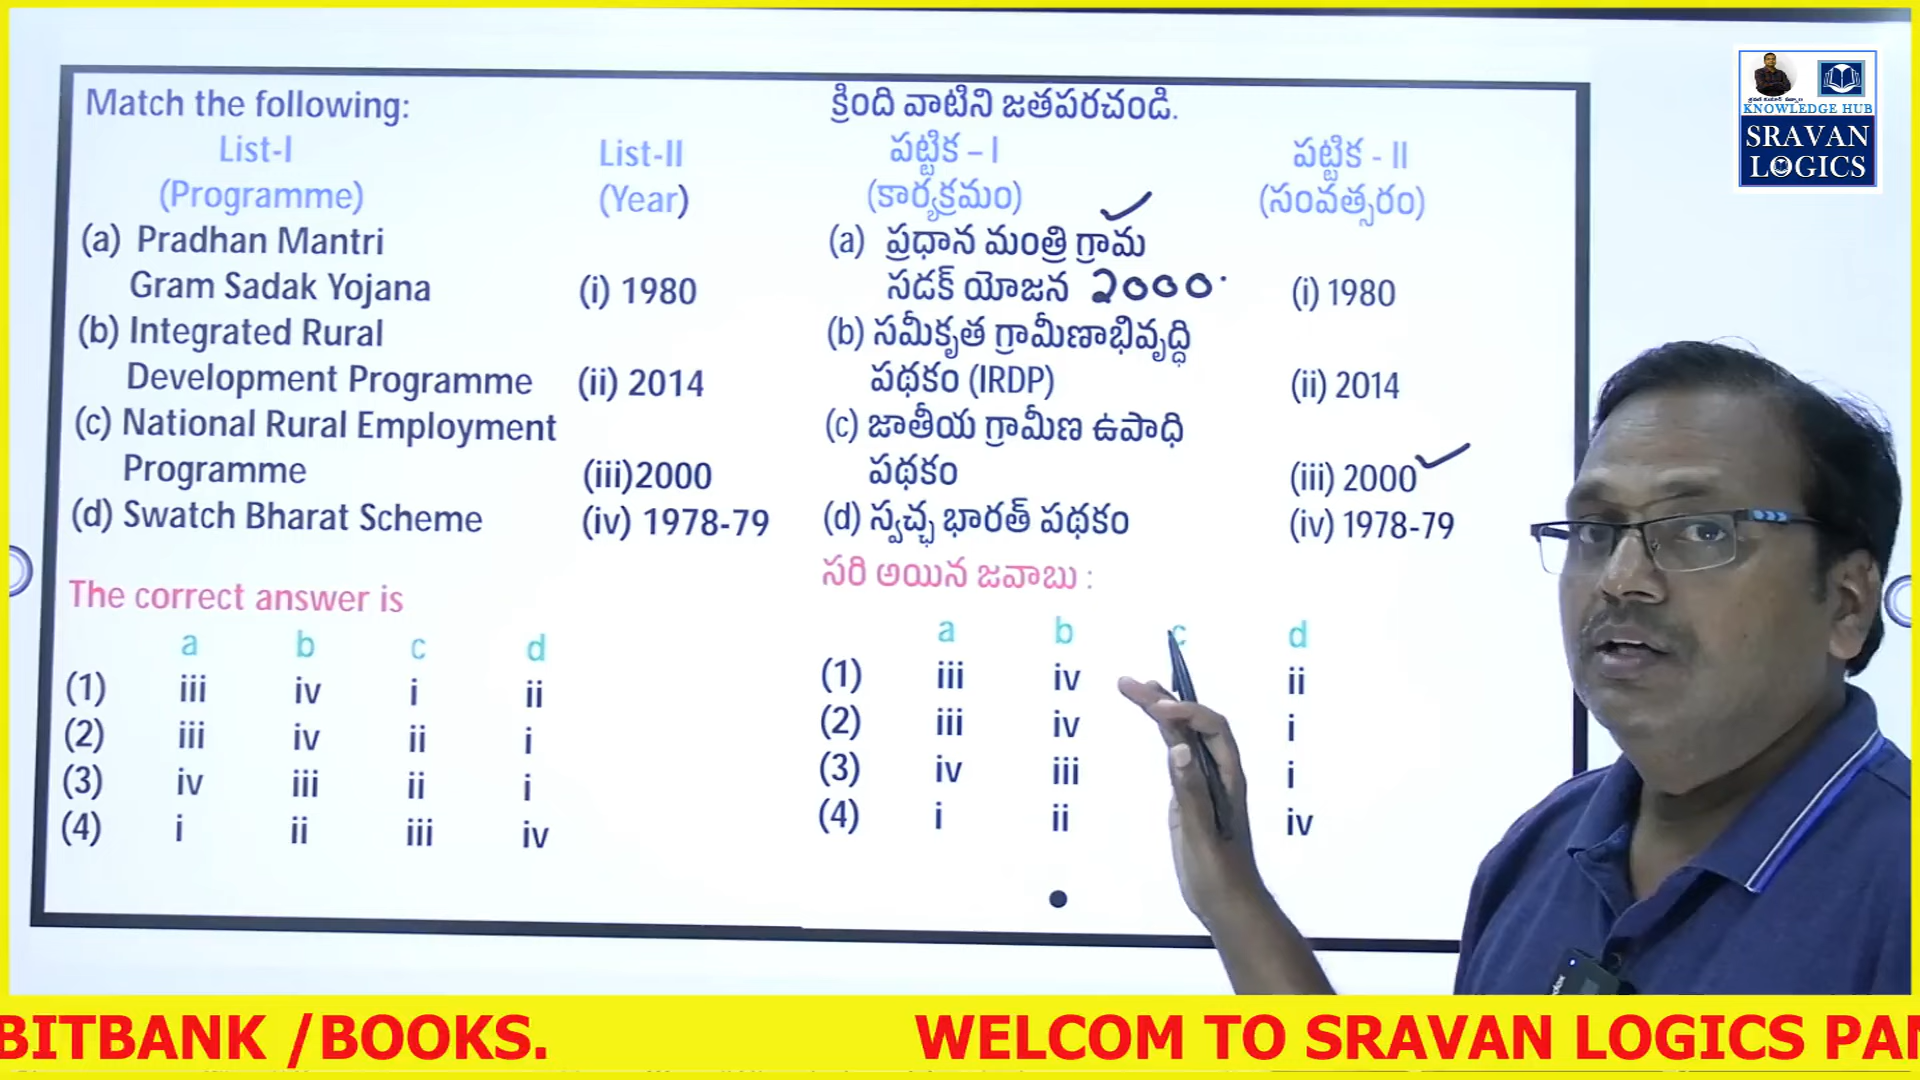 Match the following:
List-I
List-II
(Programme)
(Year)
(a) Pradhan Mantri
Gram Sadak Yojana
(i) 1980
(b) Integrated Rural
Development Programme
(ii) 2014
(c) National Rural Employment
Programme
(iii)2000
(d) Swatch Bharat Scheme
(iv) 1978-79
The correct answer is
a b c d
(1) iii iv i ii
(2) iii iv ii i
(3) iv iii ii i
(4) i ii iii iv
క్రింది వాటిని జతపరచండి.
పట్టిక – I
పట్టిక - II
(కార్యక్రమం)
(సంవత్సరం)
(a) ప్రధాన మంత్రి గ్రామ
సడక్ యోజన 2000.
(i) 1980
(b) సమీకృత గ్రామీణాభివృద్ధి
పథకం (IRDP)
(ii) 2014
(c) జాతీయ గ్రామీణ ఉపాధి
పథకం
(iii) 2000
(d) స్వచ్ఛ భారత్ పథకం
(iv) 1978-79
సరి అయిన జవాబు :
a b c d
(1) iii iv ii
(2) iii iv i
(3) iv iii i
(4) i ii iv
KNOWLEDGE HUB
SRAVAN
LOGICS
BITBANK /BOOKS.
WELCOM TO SRAVAN LOGICS PAN